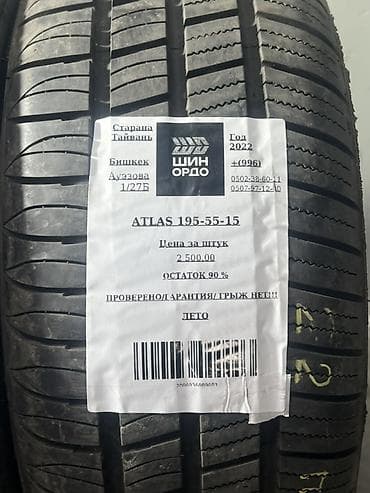 Старана
Тайвань
Год
2022
ШИН
ОРДО
Бишкек
+(996)
Ауэзова
1/27Б
0502-38-60-11
0507-97-12-40
ATLAS 195-55-15
Цена за штук
2 500.00
ОСТАТОК 90 %
ПРОВЕРЕНО/ГАРАНТИЯ/ ГРЫЖ НЕТ!!!
ЛЕТО